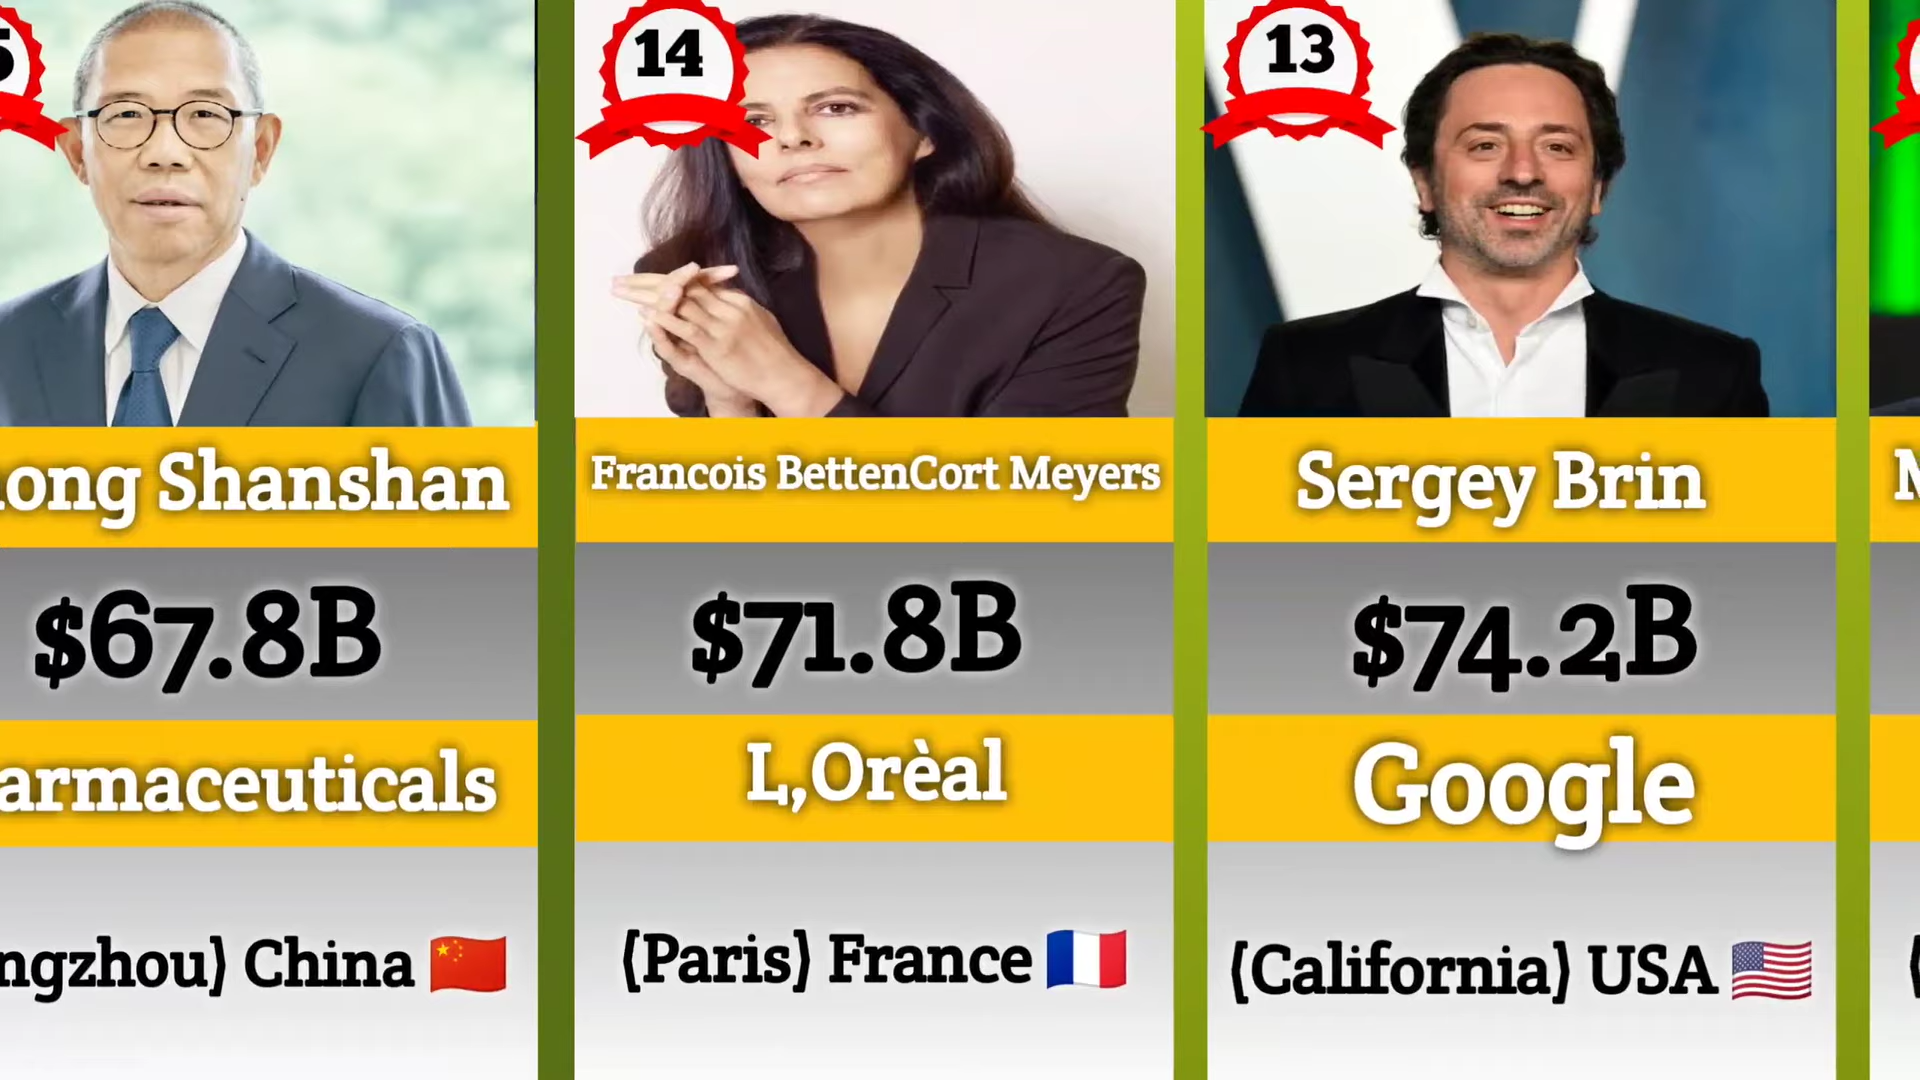 5
14
13
ong Shanshan
Francois BettenCort Meyers
Sergey Brin
M
$67.8B
$71.8B
$74.2B
armaceuticals
L,Orèal
Google
ngzhou) China
(Paris) France
(California) USA
(